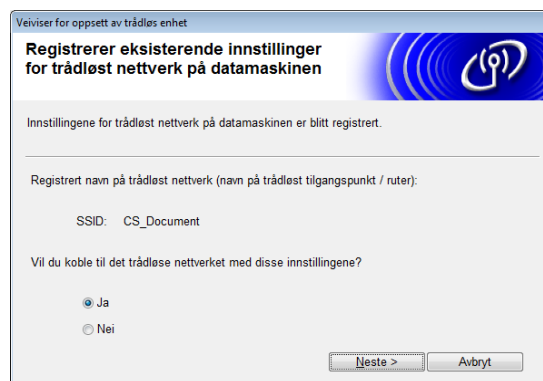 Veiviser for oppsett av trådløs enhet
Registrerer eksisterende innstillinger
for trådløst nettverk på datamaskinen
Innstillingene for trådløst nettverk på datamaskinen er blitt registrert.
Registrert navn på trådløst nettverk (navn på trådløst tilgangspunkt / ruter):
SSID: CS_Document
Vil du koble til det trådløse nettverket med disse innstillingene?
Ja
Nei
Neste > Avbryt